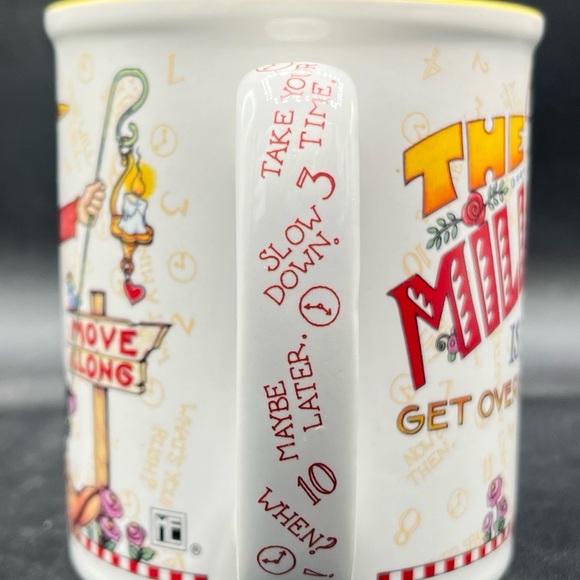 TAKE YOUR
TIME.
3
SLOW
DOWN.
MAYBE
LATER.
10
WHEN?
MOVE
ALONG
THE
MILL
IS
GET OVER
®